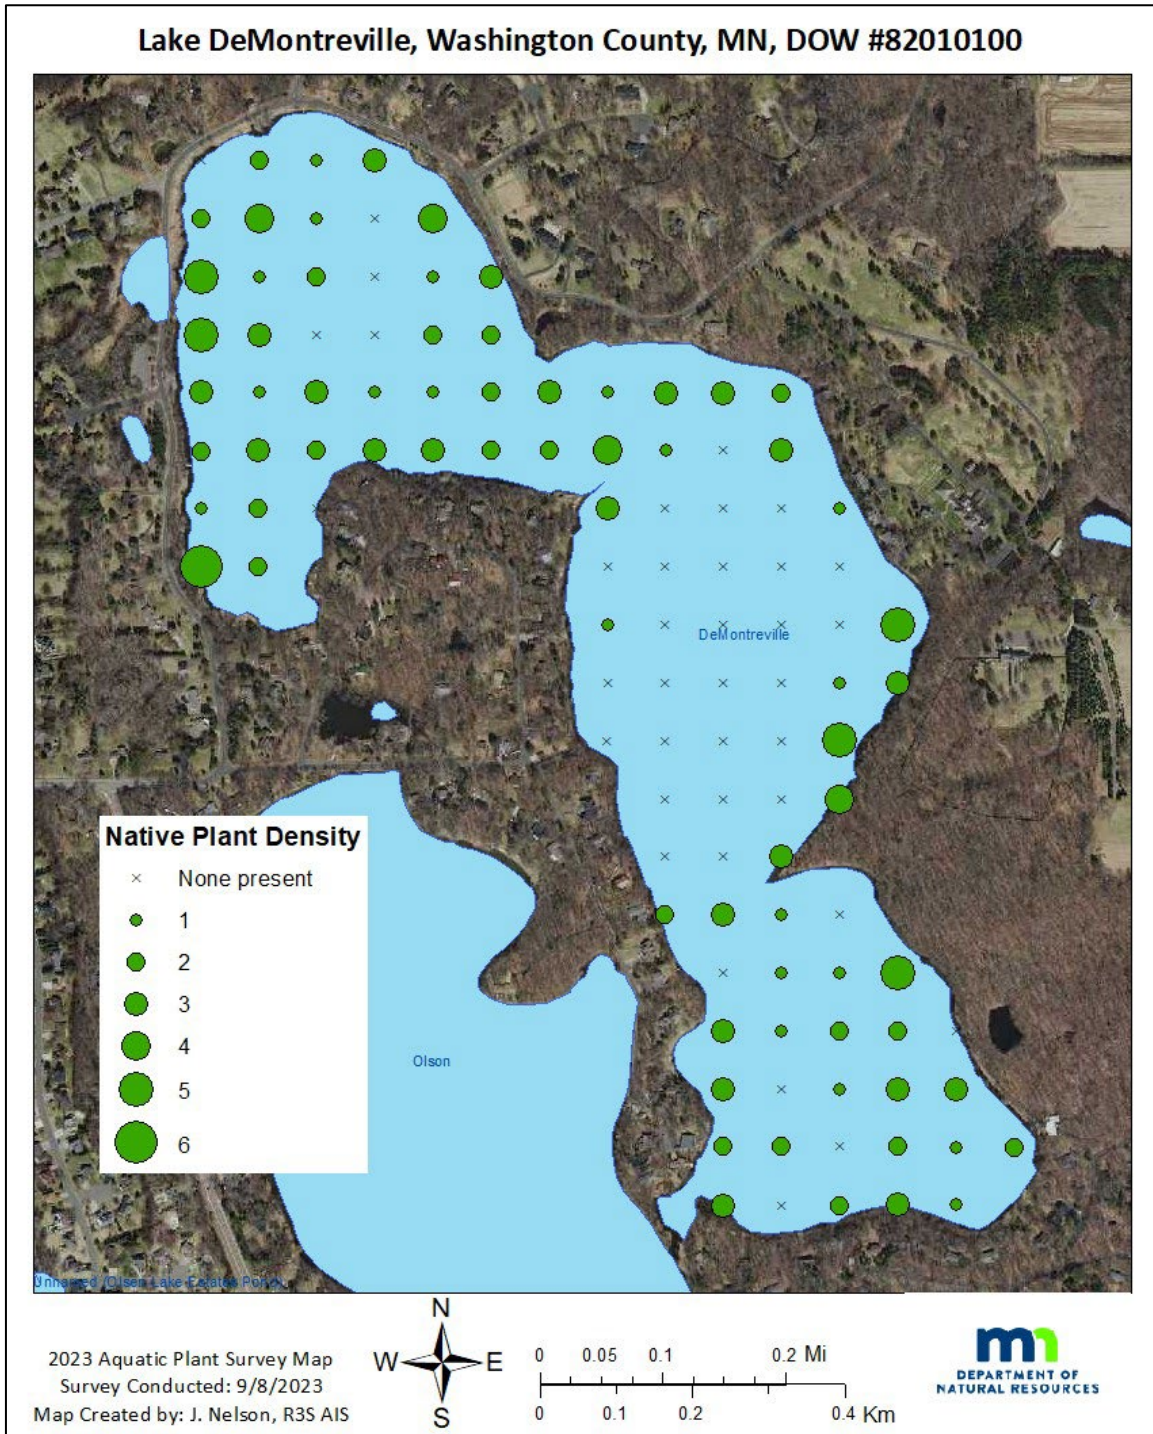 Lake DeMontreville, Washington County, MN, DOW #82010100
DeMontreville
Native Plant Density
None present
1
2
3
4
5
6
Olson
Unnamed (Olsen Lake Estates Pond)
2023 Aquatic Plant Survey Map
Survey Conducted: 9/8/2023
Map Created by: J. Nelson, R3S AIS
N
W E
S
0 0.05 0.1 0.2 Mi
0 0.1 0.2 0.4 Km
mn
DEPARTMENT OF
NATURAL RESOURCES